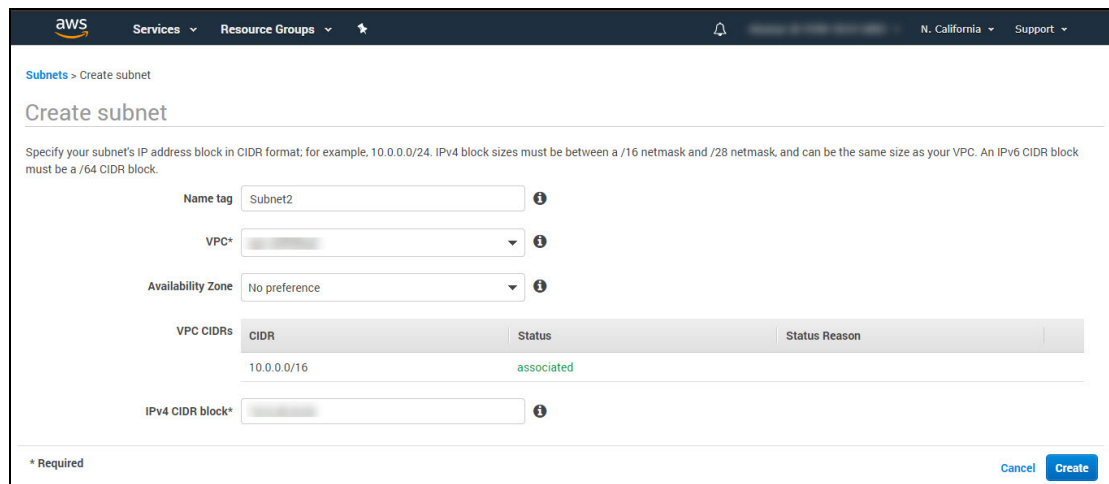 aws Services Resource Groups N. California Support
Subnets > Create subnet
Create subnet
Specify your subnet's IP address block in CIDR format; for example, 10.0.0.0/24. IPv4 block sizes must be between a /16 netmask and /28 netmask, and can be the same size as your VPC. An IPv6 CIDR block
must be a /64 CIDR block.
Name tag Subnet2
VPC*
Availability Zone No preference
VPC CIDRs CIDR Status Status Reason
10.0.0.0/16 associated
IPv4 CIDR block*
* Required Cancel Create